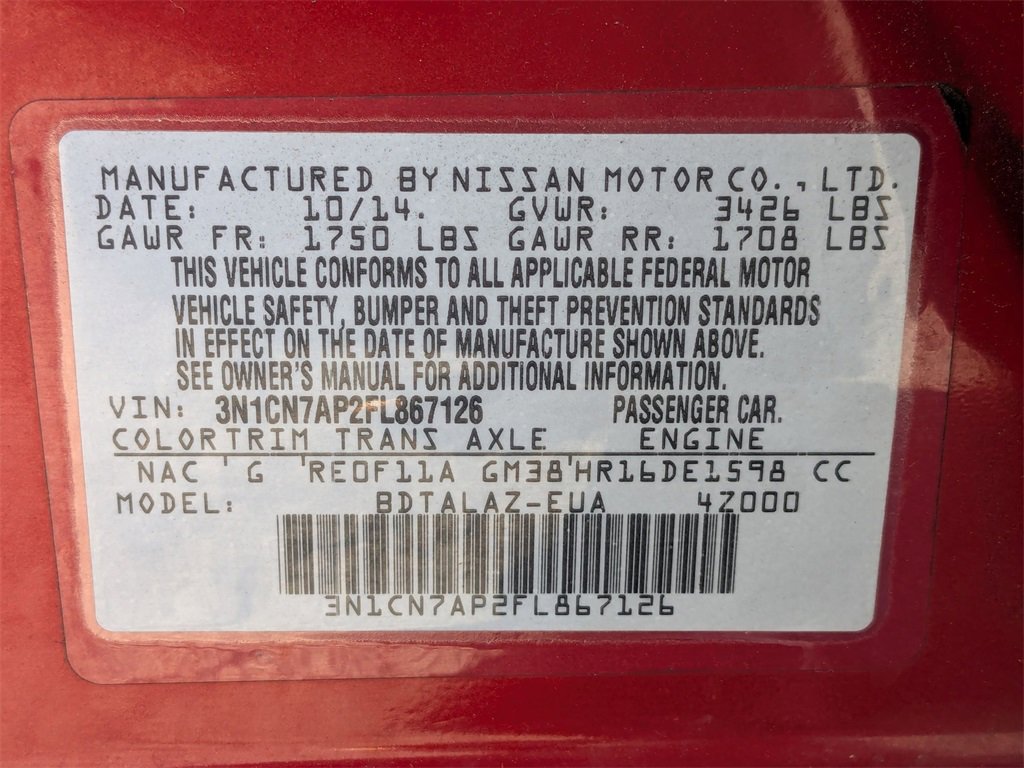 MANUFACTURED BY NISSAN MOTOR CO., LTD.
DATE: 10/14. GVWR: 3426 LBS
GAWR FR: 1750 LBS GAWR RR: 1708 LBS
THIS VEHICLE CONFORMS TO ALL APPLICABLE FEDERAL MOTOR
VEHICLE SAFETY, BUMPER AND THEFT PREVENTION STANDARDS
IN EFFECT ON THE DATE OF MANUFACTURE SHOWN ABOVE.
SEE OWNER'S MANUAL FOR ADDITIONAL INFORMATION.
VIN: 3N1CN7AP2FL867126 PASSENGER CAR.
COLORTRIM TRANS AXLE ENGINE
NAC ' G 'RE0F11A GM38'HR16DE1598 CC
MODEL: BDTALAZ-EUA 4Z000
3N1CN7AP2FL867126